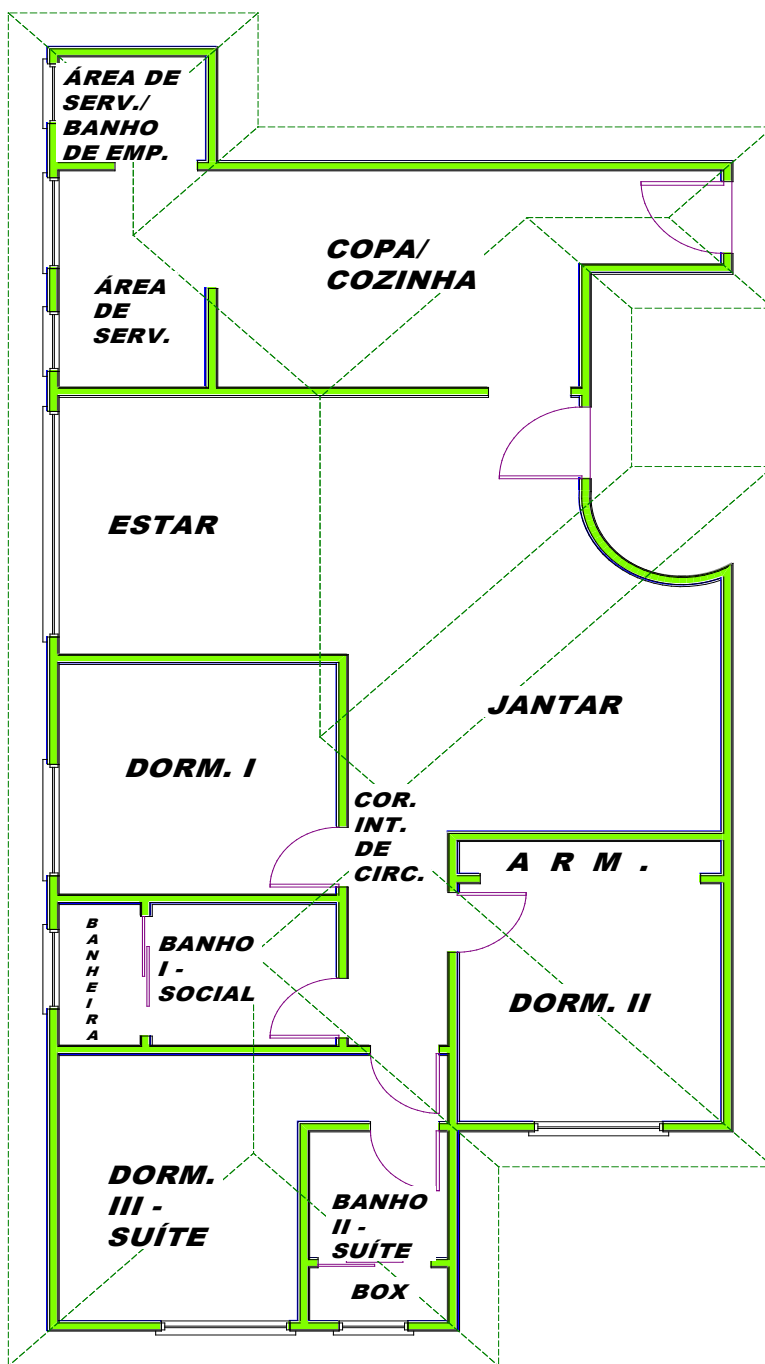 ÁREA DE
SERV./
BANHO
DE EMP.
COPA/
COZINHA
ÁREA
DE
SERV.
ESTAR
JANTAR
DORM. I
COR.
INT.
DE
CIRC.
A R M .
BANHEIRA
BANHO
I -
SOCIAL
DORM. II
DORM.
III -
SUÍTE
BANHO
II -
SUÍTE
BOX